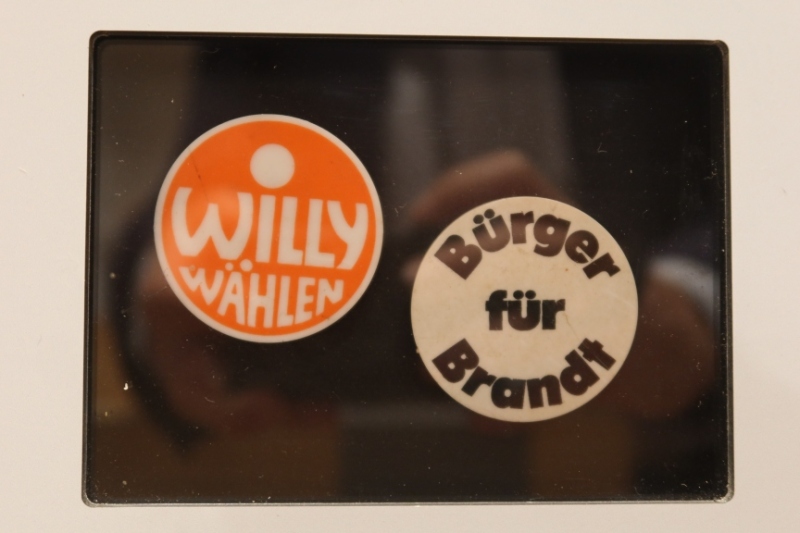 WILLY
WÄHLEN
Bürger
für
Brandt